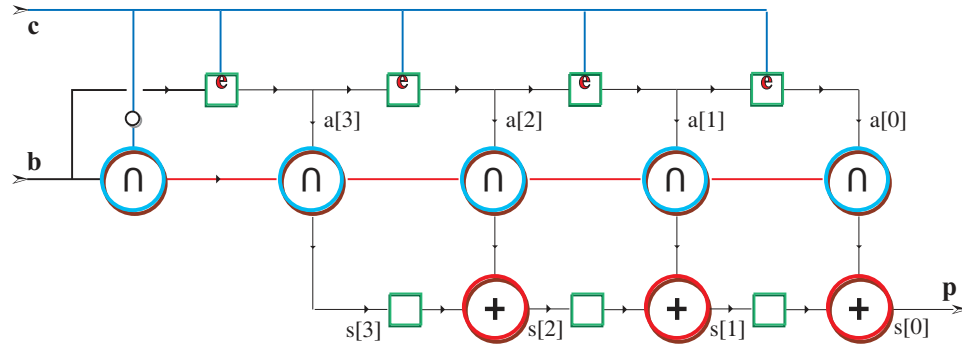 c
e e e e
a[3] a[2] a[1] a[0]
b
∩ ∩ ∩ ∩ ∩
p
+ + +
s[3] s[2] s[1] s[0]